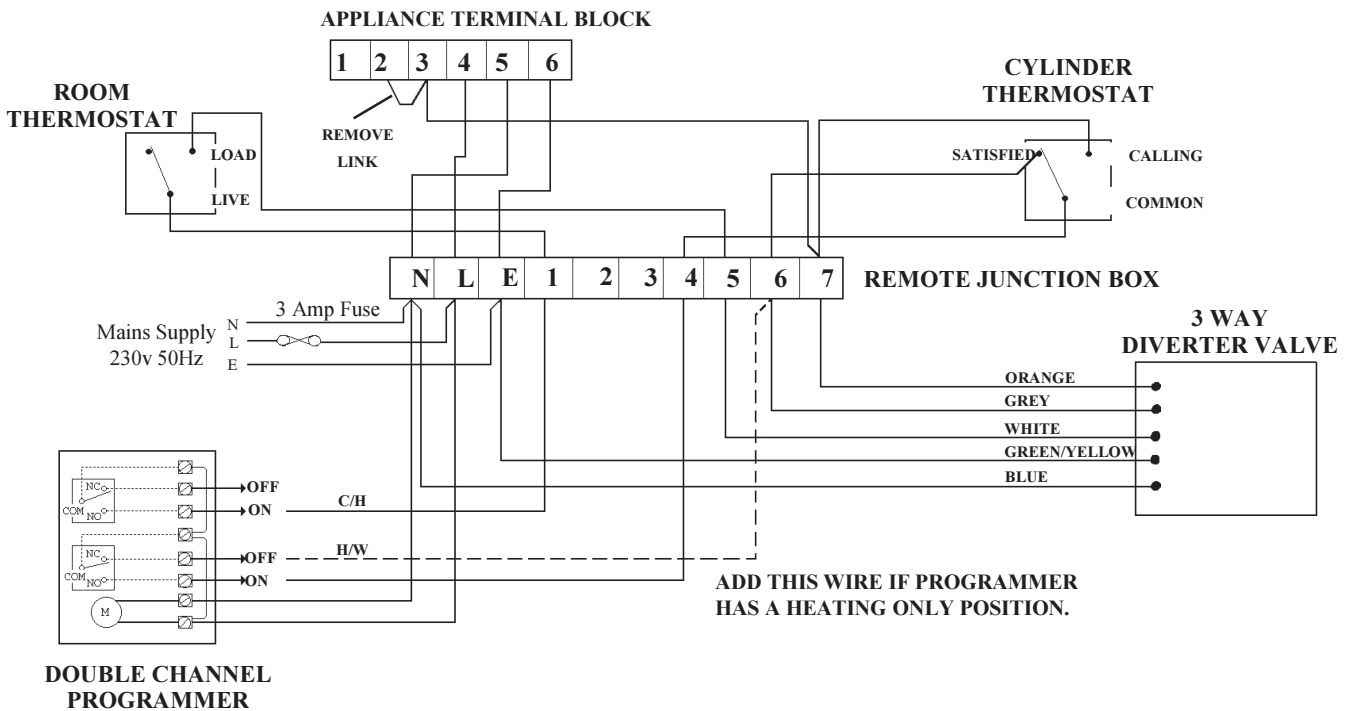 APPLIANCE TERMINAL BLOCK
1 2 3 4 5 6
REMOVE
LINK
ROOM
THERMOSTAT
LOAD
LIVE
CYLINDER
THERMOSTAT
SATISFIED
CALLING
COMMON
N L E 1 2 3 4 5 6 7
REMOTE JUNCTION BOX
3 Amp Fuse
Mains Supply
230v 50Hz
N
L
E
3 WAY
DIVERTER VALVE
ORANGE
GREY
WHITE
GREEN/YELLOW
BLUE
NC
COM
NO
OFF
ON
C/H
NC
COM
NO
OFF
ON
H/W
M
ADD THIS WIRE IF PROGRAMMER
HAS A HEATING ONLY POSITION.
DOUBLE CHANNEL
PROGRAMMER